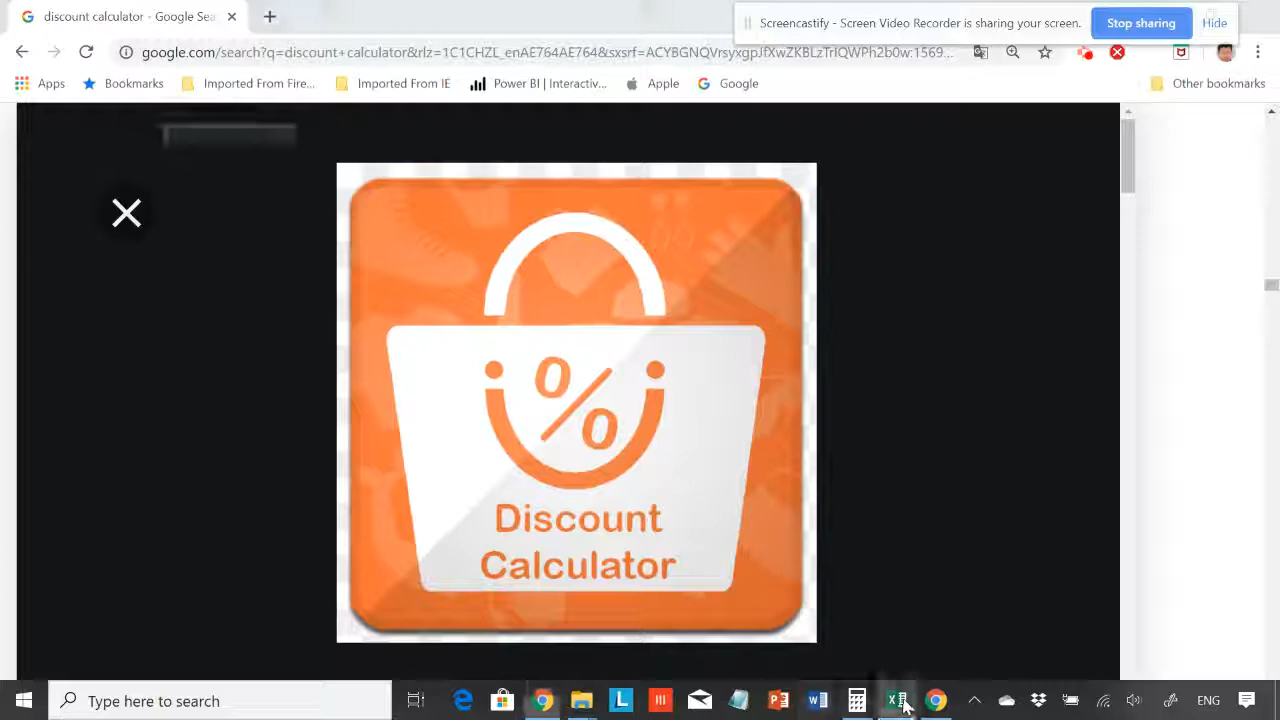 discount calculator - Google Sea
Screencastify - Screen Video Recorder is sharing your screen. Stop sharing Hide
google.com/search?q=discount+calculator&rlz=1C1CHZL_enAE764AE764&sxsrf=ACYBGNQVrsyxgpJfXwZKBLzTrIQWPh2b0w:1569...
Apps Bookmarks Imported From Fire... Imported From IE Power BI | Interactiv... Apple Google Other bookmarks
%
Discount
Calculator
Type here to search
ENG